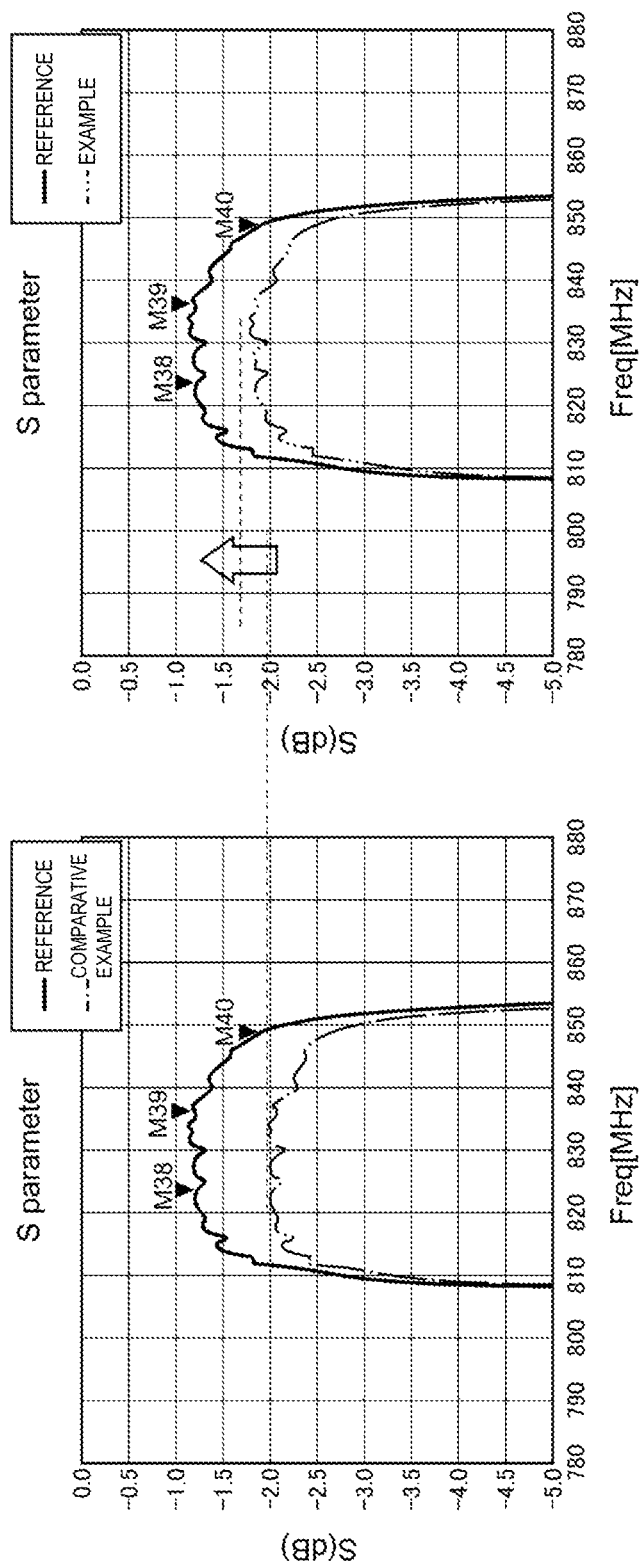 S parameter
REFERENCE
COMPARATIVE
EXAMPLE
M38
M39
M40
0.0
-0.5
-1.0
-1.5
-2.0
-2.5
-3.0
-3.5
-4.0
-4.5
-5.0
S(dB)
780 790 800 810 820 830 840 850 860 870 880
Freq[MHz]
S parameter
REFERENCE
EXAMPLE
M38
M39
M40
0.0
-0.5
-1.0
-1.5
-2.0
-2.5
-3.0
-3.5
-4.0
-4.5
-5.0
S(dB)
780 790 800 810 820 830 840 850 860 870 880
Freq[MHz]